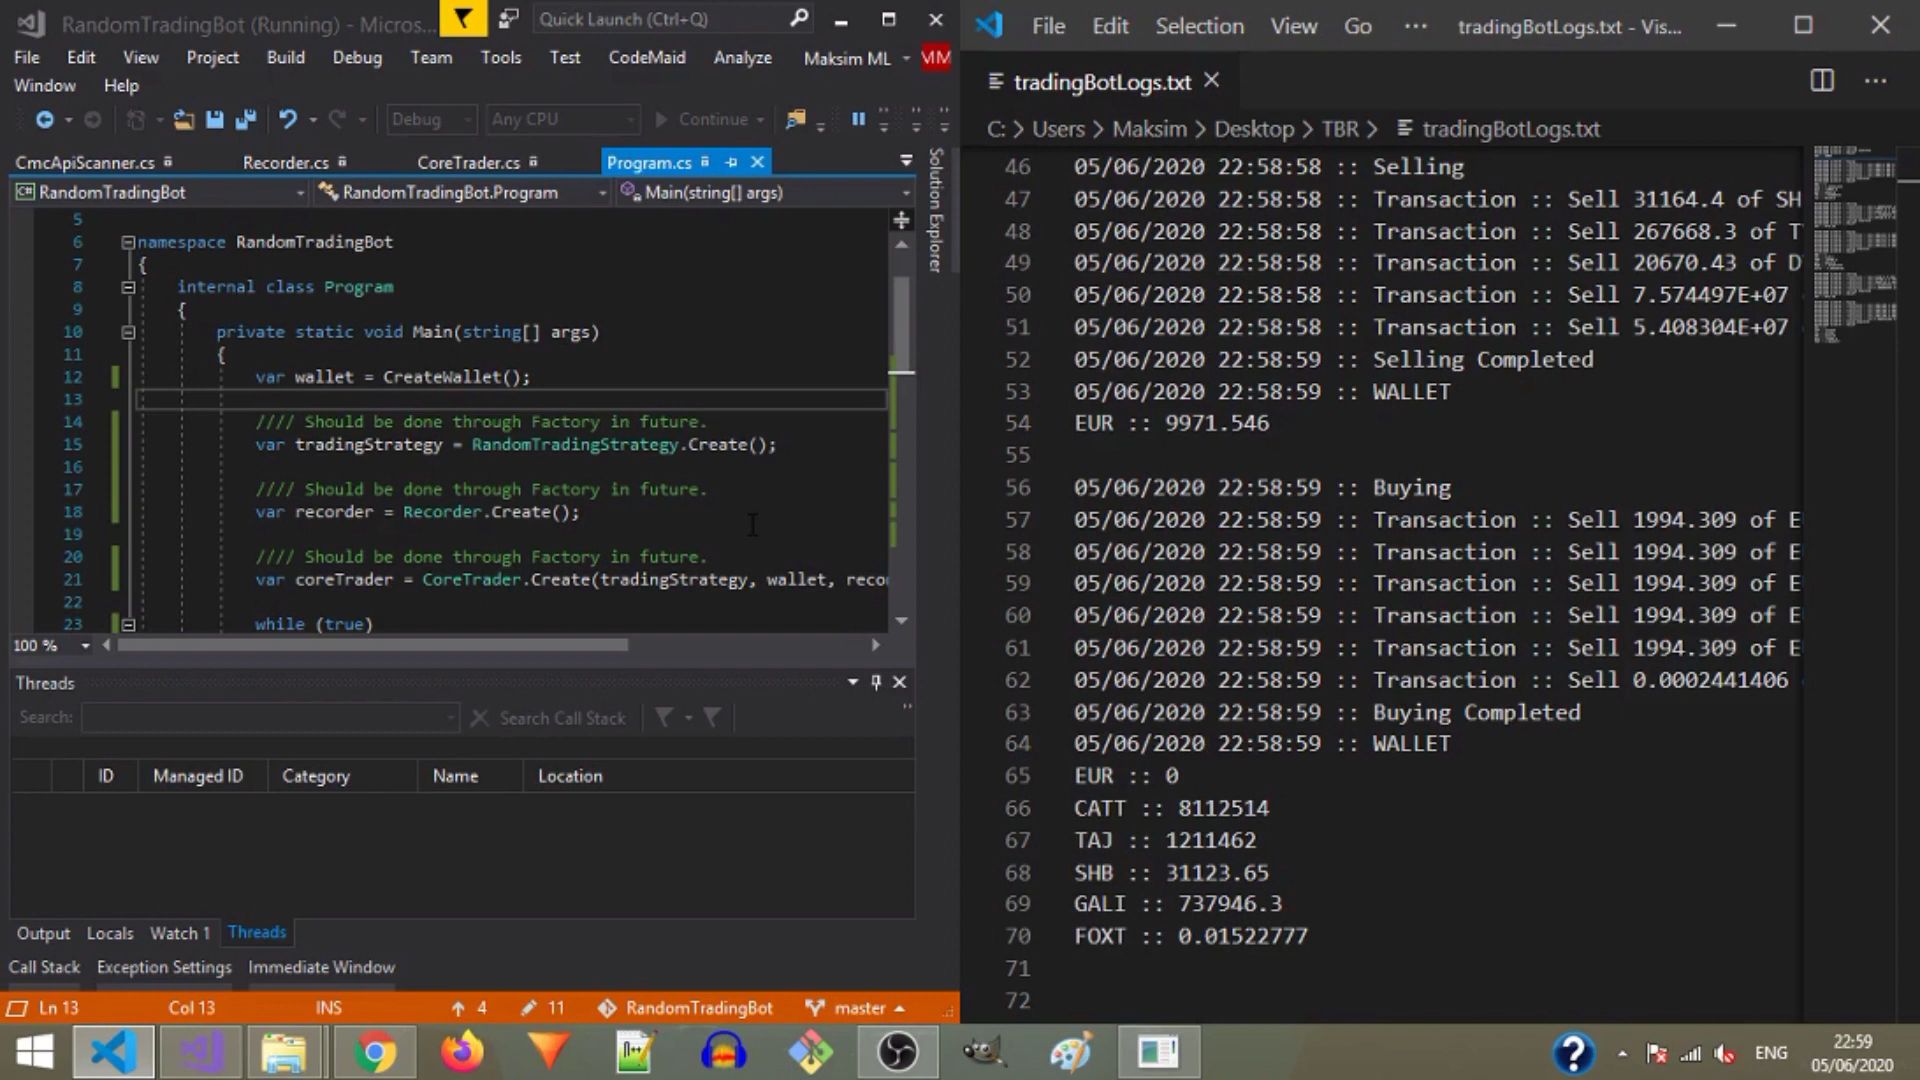 RandomTradingBot (Running) - Micros...
Quick Launch (Ctrl+Q)
File Edit View Project Build Debug Team Tools Test CodeMaid Analyze Maksim ML MM
Window Help
Debug Any CPU Continue
CmcApiScanner.cs Recorder.cs CoreTrader.cs Program.cs
C# RandomTradingBot RandomTradingBot.Program Main(string[] args)
Solution Explorer
5
6 namespace RandomTradingBot
7 {
8 internal class Program
9 {
10 private static void Main(string[] args)
11 {
12 var wallet = CreateWallet();
13
14 //// Should be done through Factory in future.
15 var tradingStrategy = RandomTradingStrategy.Create();
16
17 //// Should be done through Factory in future.
18 var recorder = Recorder.Create();
19
20 //// Should be done through Factory in future.
21 var coreTrader = CoreTrader.Create(tradingStrategy, wallet, reco
22
23 while (true)
100 %
Threads
Search: Search Call Stack
ID Managed ID Category Name Location
Output Locals Watch 1 Threads
Call Stack Exception Settings Immediate Window
Ln 13 Col 13 INS 4 11 RandomTradingBot master
File Edit Selection View Go ··· tradingBotLogs.txt - Vis...
tradingBotLogs.txt
C: > Users > Maksim > Desktop > TBR > tradingBotLogs.txt
46 05/06/2020 22:58:58 :: Selling
47 05/06/2020 22:58:58 :: Transaction :: Sell 31164.4 of SH
48 05/06/2020 22:58:58 :: Transaction :: Sell 267668.3 of T
49 05/06/2020 22:58:58 :: Transaction :: Sell 20670.43 of D
50 05/06/2020 22:58:58 :: Transaction :: Sell 7.574497E+07
51 05/06/2020 22:58:58 :: Transaction :: Sell 5.408304E+07
52 05/06/2020 22:58:59 :: Selling Completed
53 05/06/2020 22:58:59 :: WALLET
54 EUR :: 9971.546
55
56 05/06/2020 22:58:59 :: Buying
57 05/06/2020 22:58:59 :: Transaction :: Sell 1994.309 of E
58 05/06/2020 22:58:59 :: Transaction :: Sell 1994.309 of E
59 05/06/2020 22:58:59 :: Transaction :: Sell 1994.309 of E
60 05/06/2020 22:58:59 :: Transaction :: Sell 1994.309 of E
61 05/06/2020 22:58:59 :: Transaction :: Sell 1994.309 of E
62 05/06/2020 22:58:59 :: Transaction :: Sell 0.0002441406
63 05/06/2020 22:58:59 :: Buying Completed
64 05/06/2020 22:58:59 :: WALLET
65 EUR :: 0
66 CATT :: 8112514
67 TAJ :: 1211462
68 SHB :: 31123.65
69 GALI :: 737946.3
70 FOXT :: 0.01522777
71
72
ENG
22:59
05/06/2020